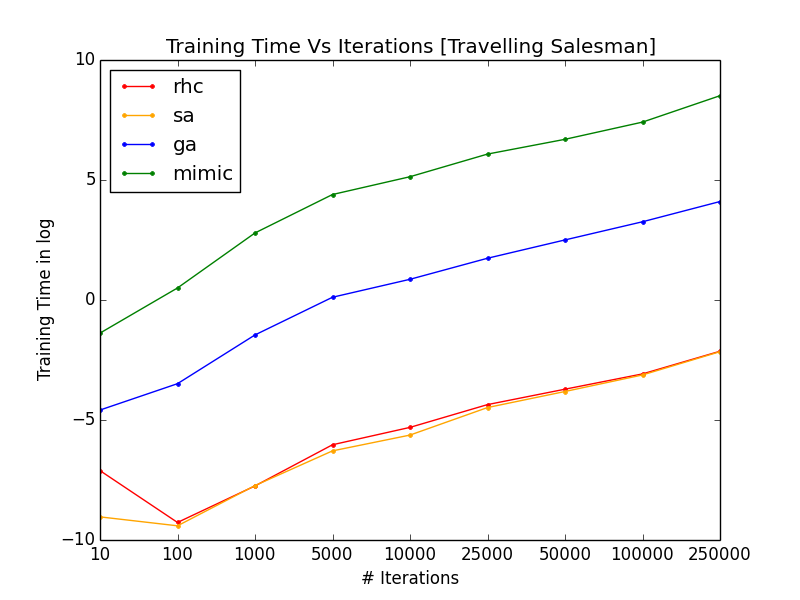 Training Time Vs Iterations [Travelling Salesman]
10
rhc
sa
ga
mimic
5
0
−5
−10
Training Time in log
10 100 1000 5000 10000 25000 50000 100000 250000
# Iterations